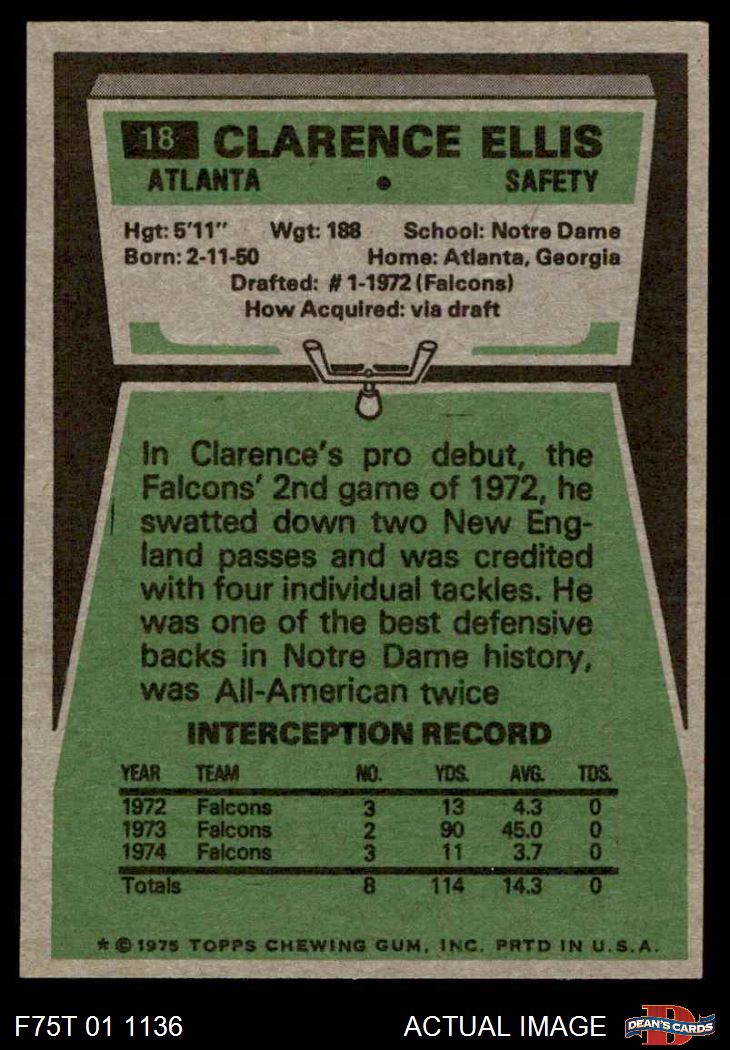 18 CLARENCE ELLIS
ATLANTA • SAFETY
Hgt: 5'11" Wgt: 188 School: Notre Dame
Born: 2-11-50 Home: Atlanta, Georgia
Drafted: #1-1972 (Falcons)
How Acquired: via draft
In Clarence's pro debut, the
Falcons' 2nd game of 1972, he
swatted down two New Eng-
land passes and was credited
with four individual tackles. He
was one of the best defensive
backs in Notre Dame history,
was All-American twice
INTERCEPTION RECORD
YEAR TEAM NO. YDS. AVG. TDS.
1972 Falcons 3 13 4.3 0
1973 Falcons 2 90 45.0 0
1974 Falcons 3 11 3.7 0
Totals 8 114 14.3 0
* © 1975 TOPPS CHEWING GUM, INC. PRTD IN U.S.A.
F75T 01 1136 ACTUAL IMAGE D DEAN'S CARDS